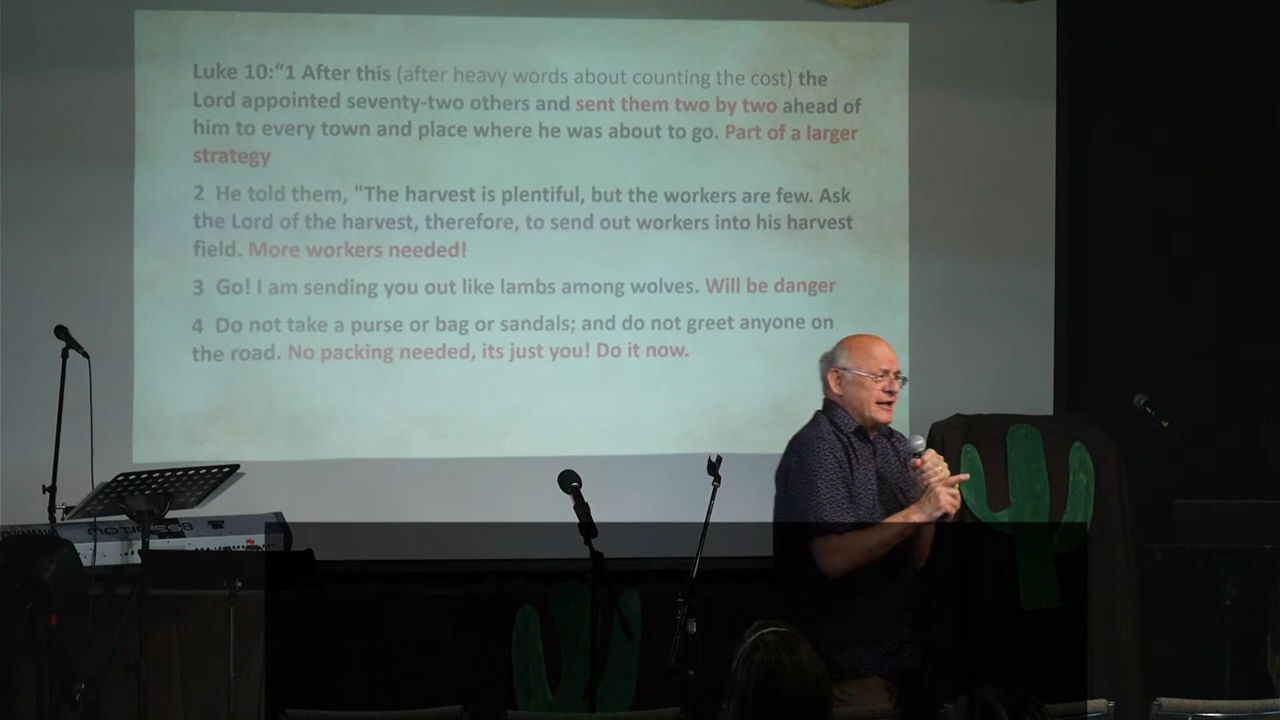 Luke 10:“1 After this (after heavy words about counting the cost) the
Lord appointed seventy-two others and sent them two by two ahead of
him to every town and place where he was about to go. Part of a larger
strategy
2 He told them, "The harvest is plentiful, but the workers are few. Ask
the Lord of the harvest, therefore, to send out workers into his harvest
field. More workers needed!
3 Go! I am sending you out like lambs among wolves. Will be danger
4 Do not take a purse or bag or sandals; and do not greet anyone on
the road. No packing needed, its just you! Do it now.